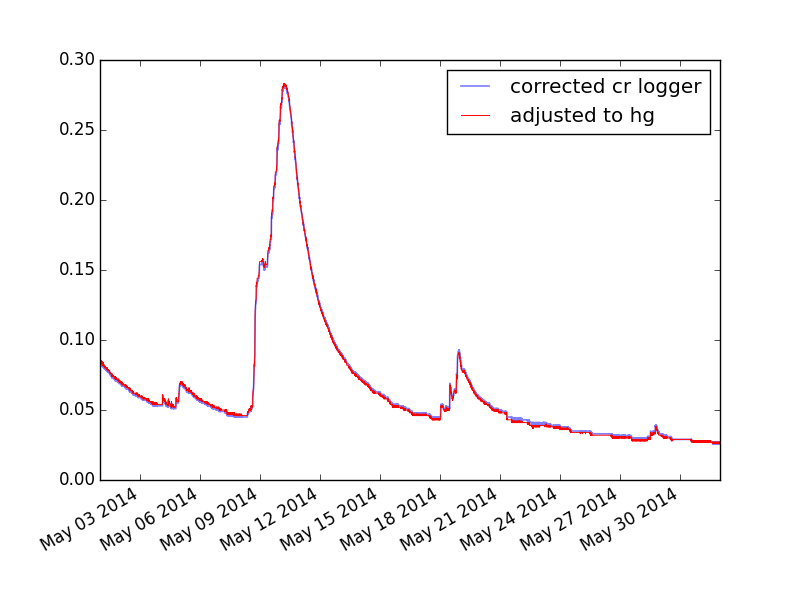 0.30
0.25
0.20
0.15
0.10
0.05
0.00
corrected cr logger
adjusted to hg
May 03 2014
May 06 2014
May 09 2014
May 12 2014
May 15 2014
May 18 2014
May 21 2014
May 24 2014
May 27 2014
May 30 2014